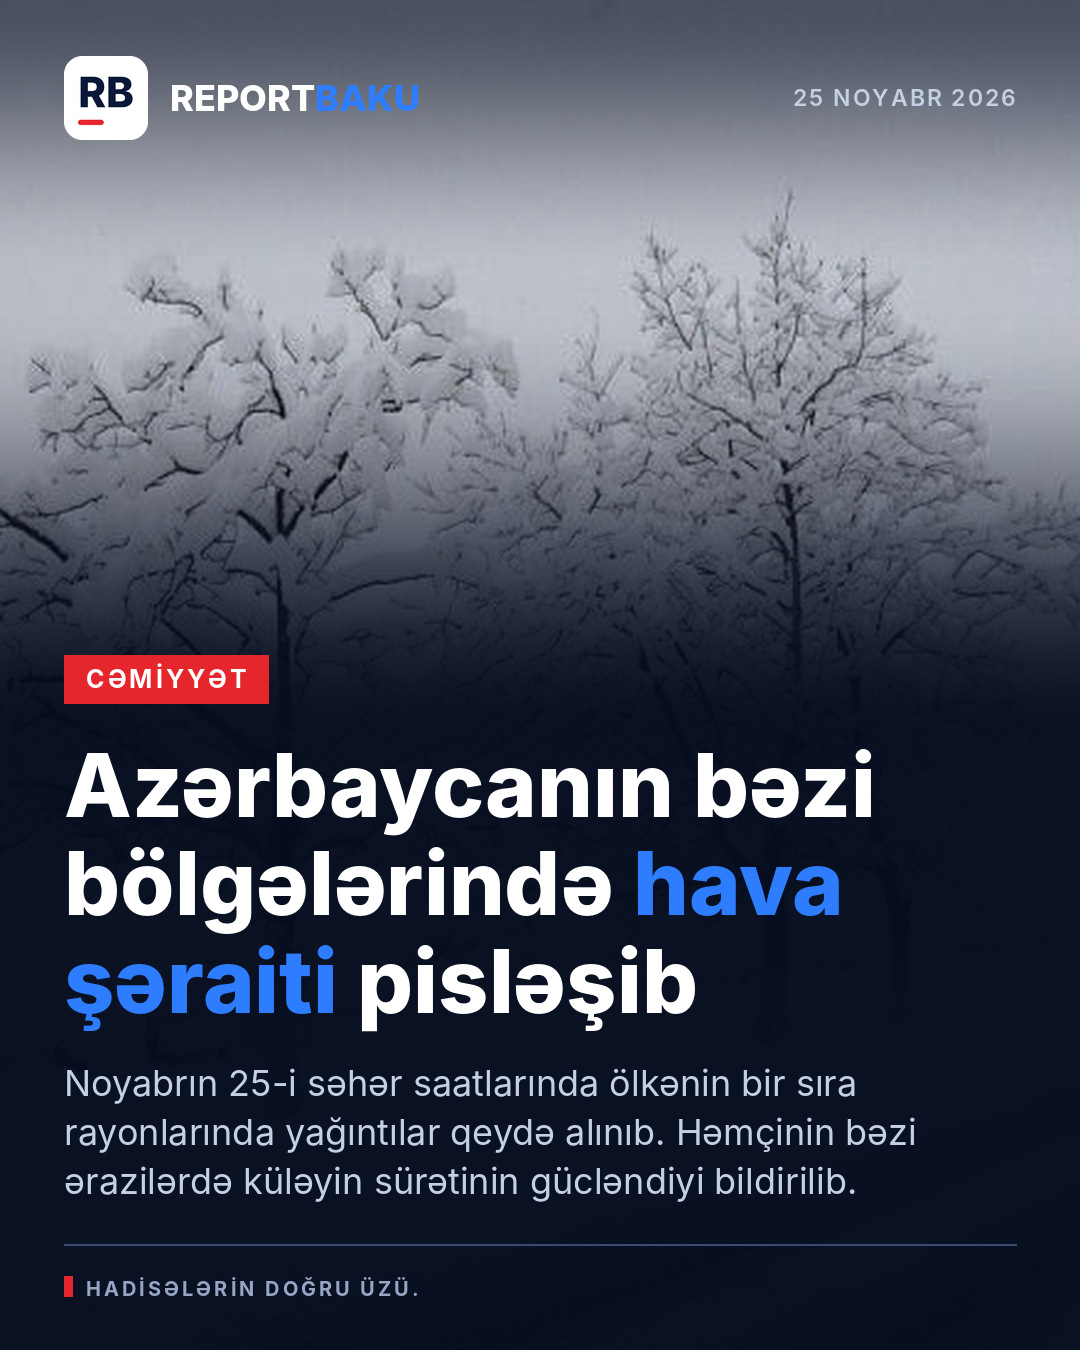 RB
REPORTBAKU
25 NOYABR 2026
CƏMİYYƏT
Azərbaycanın bəzi
bölgələrində hava
şəraiti pisləşib
Noyabrın 25-i səhər saatlarında ölkənin bir sıra
rayonlarında yağıntılar qeydə alınıb. Həmçinin bəzi
ərazilərdə küləyin sürətinin gücləndiyi bildirilib.
HADİSƏLƏRİN DOĞRU ÜZÜ.